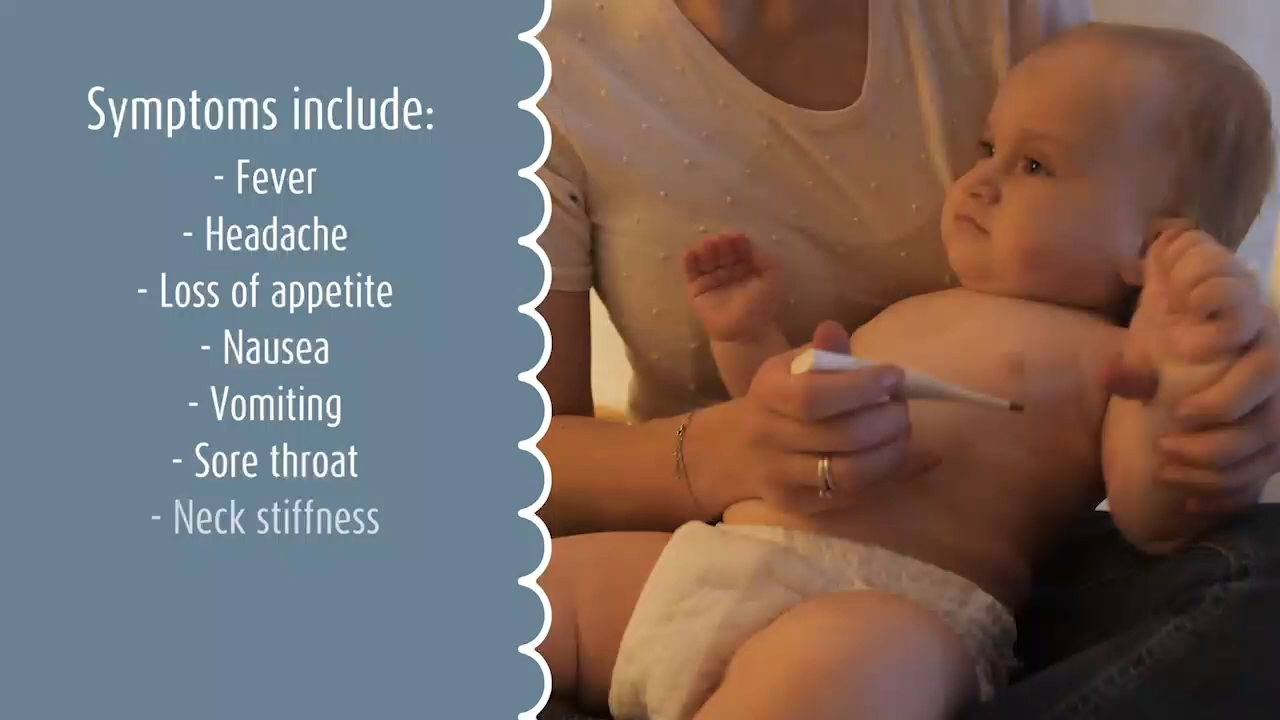 Symptoms include:
- Fever
- Headache
- Loss of appetite
- Nausea
- Vomiting
- Sore throat
- Neck stiffness